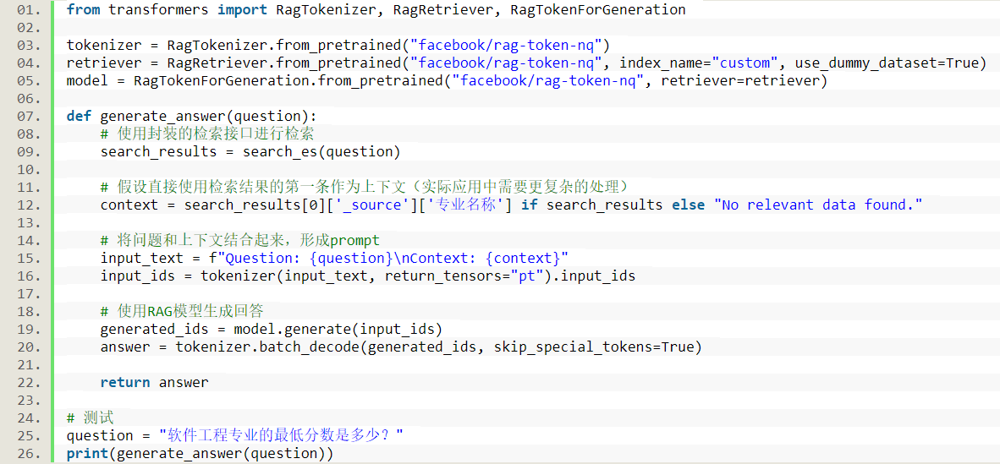 01. from transformers import RagTokenizer, RagRetriever, RagTokenForGeneration
02.
03. tokenizer = RagTokenizer.from_pretrained("facebook/rag-token-nq")
04. retriever = RagRetriever.from_pretrained("facebook/rag-token-nq", index_name="custom", use_dummy_dataset=True)
05. model = RagTokenForGeneration.from_pretrained("facebook/rag-token-nq", retriever=retriever)
06.
07. def generate_answer(question):
08.     # 使用封装的检索接口进行检索
09.     search_results = search_es(question)
10.
11.     # 假设直接使用检索结果的第一条作为上下文（实际应用中需要更复杂的处理）
12.     context = search_results[0]['_source']['专业名称'] if search_results else "No relevant data found."
13.
14.     # 将问题和上下文结合起来，形成prompt
15.     input_text = f"Question: {question}\nContext: {context}"
16.     input_ids = tokenizer(input_text, return_tensors="pt").input_ids
17.
18.     # 使用RAG模型生成回答
19.     generated_ids = model.generate(input_ids)
20.     answer = tokenizer.batch_decode(generated_ids, skip_special_tokens=True)
21.
22.     return answer
23.
24. # 测试
25. question = "软件工程专业的最低分数是多少？"
26. print(generate_answer(question))